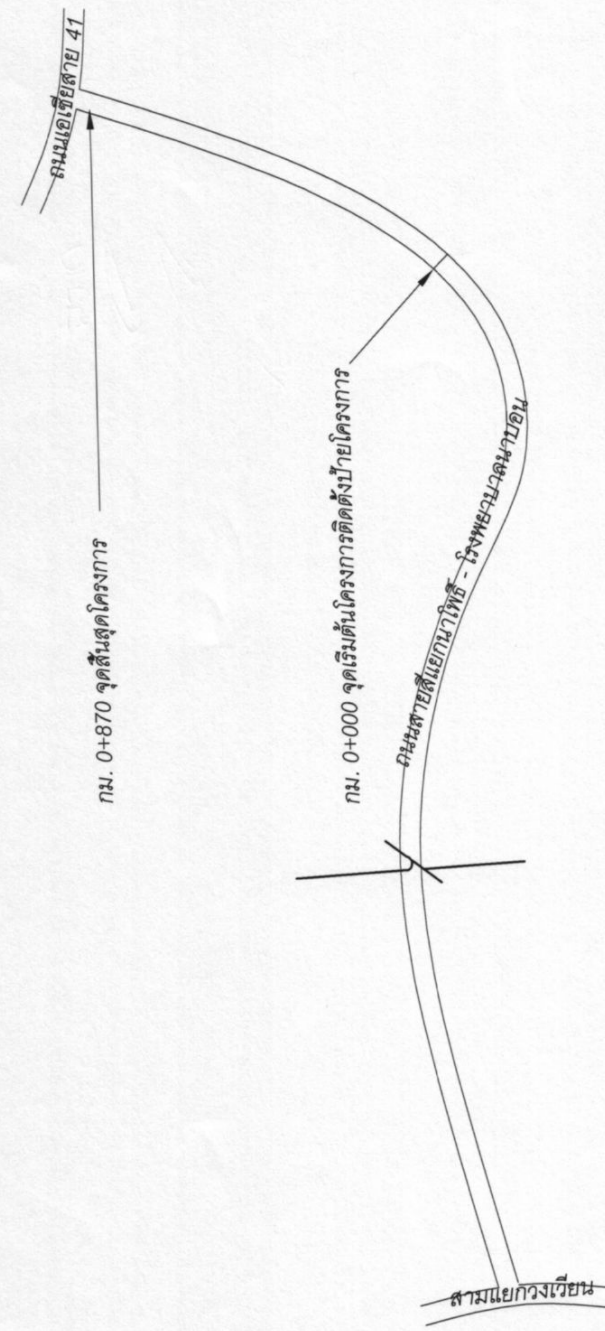 ถนนเอเชียสาย 41
กม. 0+870 จุดสิ้นสุดโครงการ
กม. 0+000 จุดเริ่มต้นโครงการติดตั้งป้ายโครงการ
ถนนสายสี่แยกนาโพธิ์ - โรงพยาบาลนาบอน
สามแยกวงเวียน